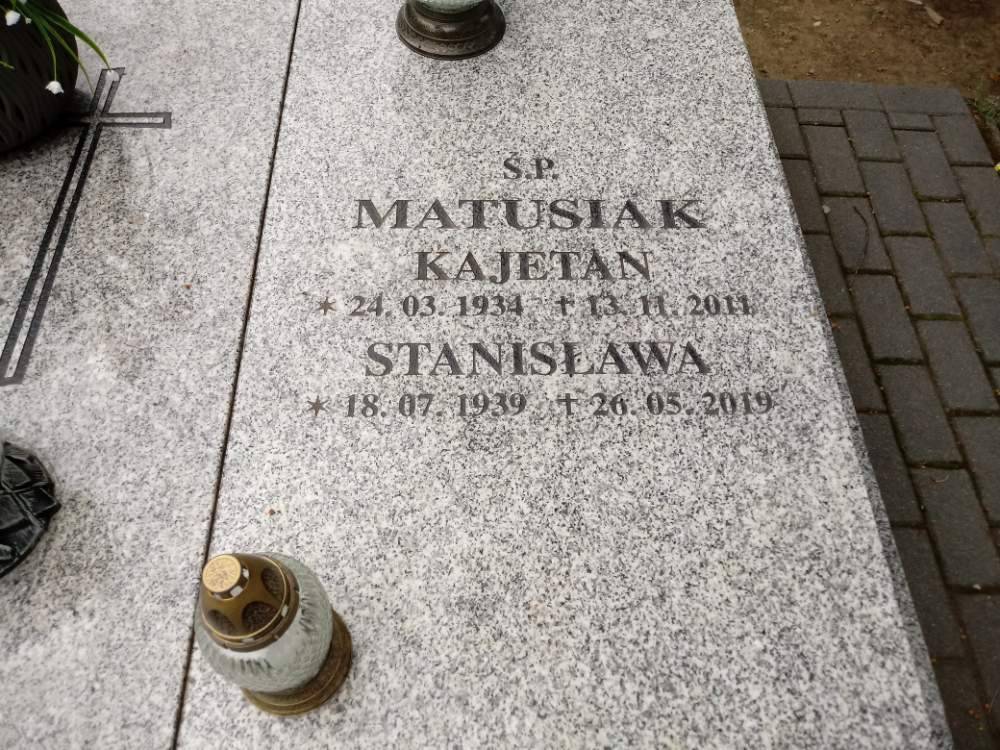 Ś.P.
MATUSIAK
KAJETAN
✶ 24. 03. 1934 ✝ 13. 11. 2011
STANISŁAWA
✶ 18. 07. 1939 ✝ 26. 05. 2019